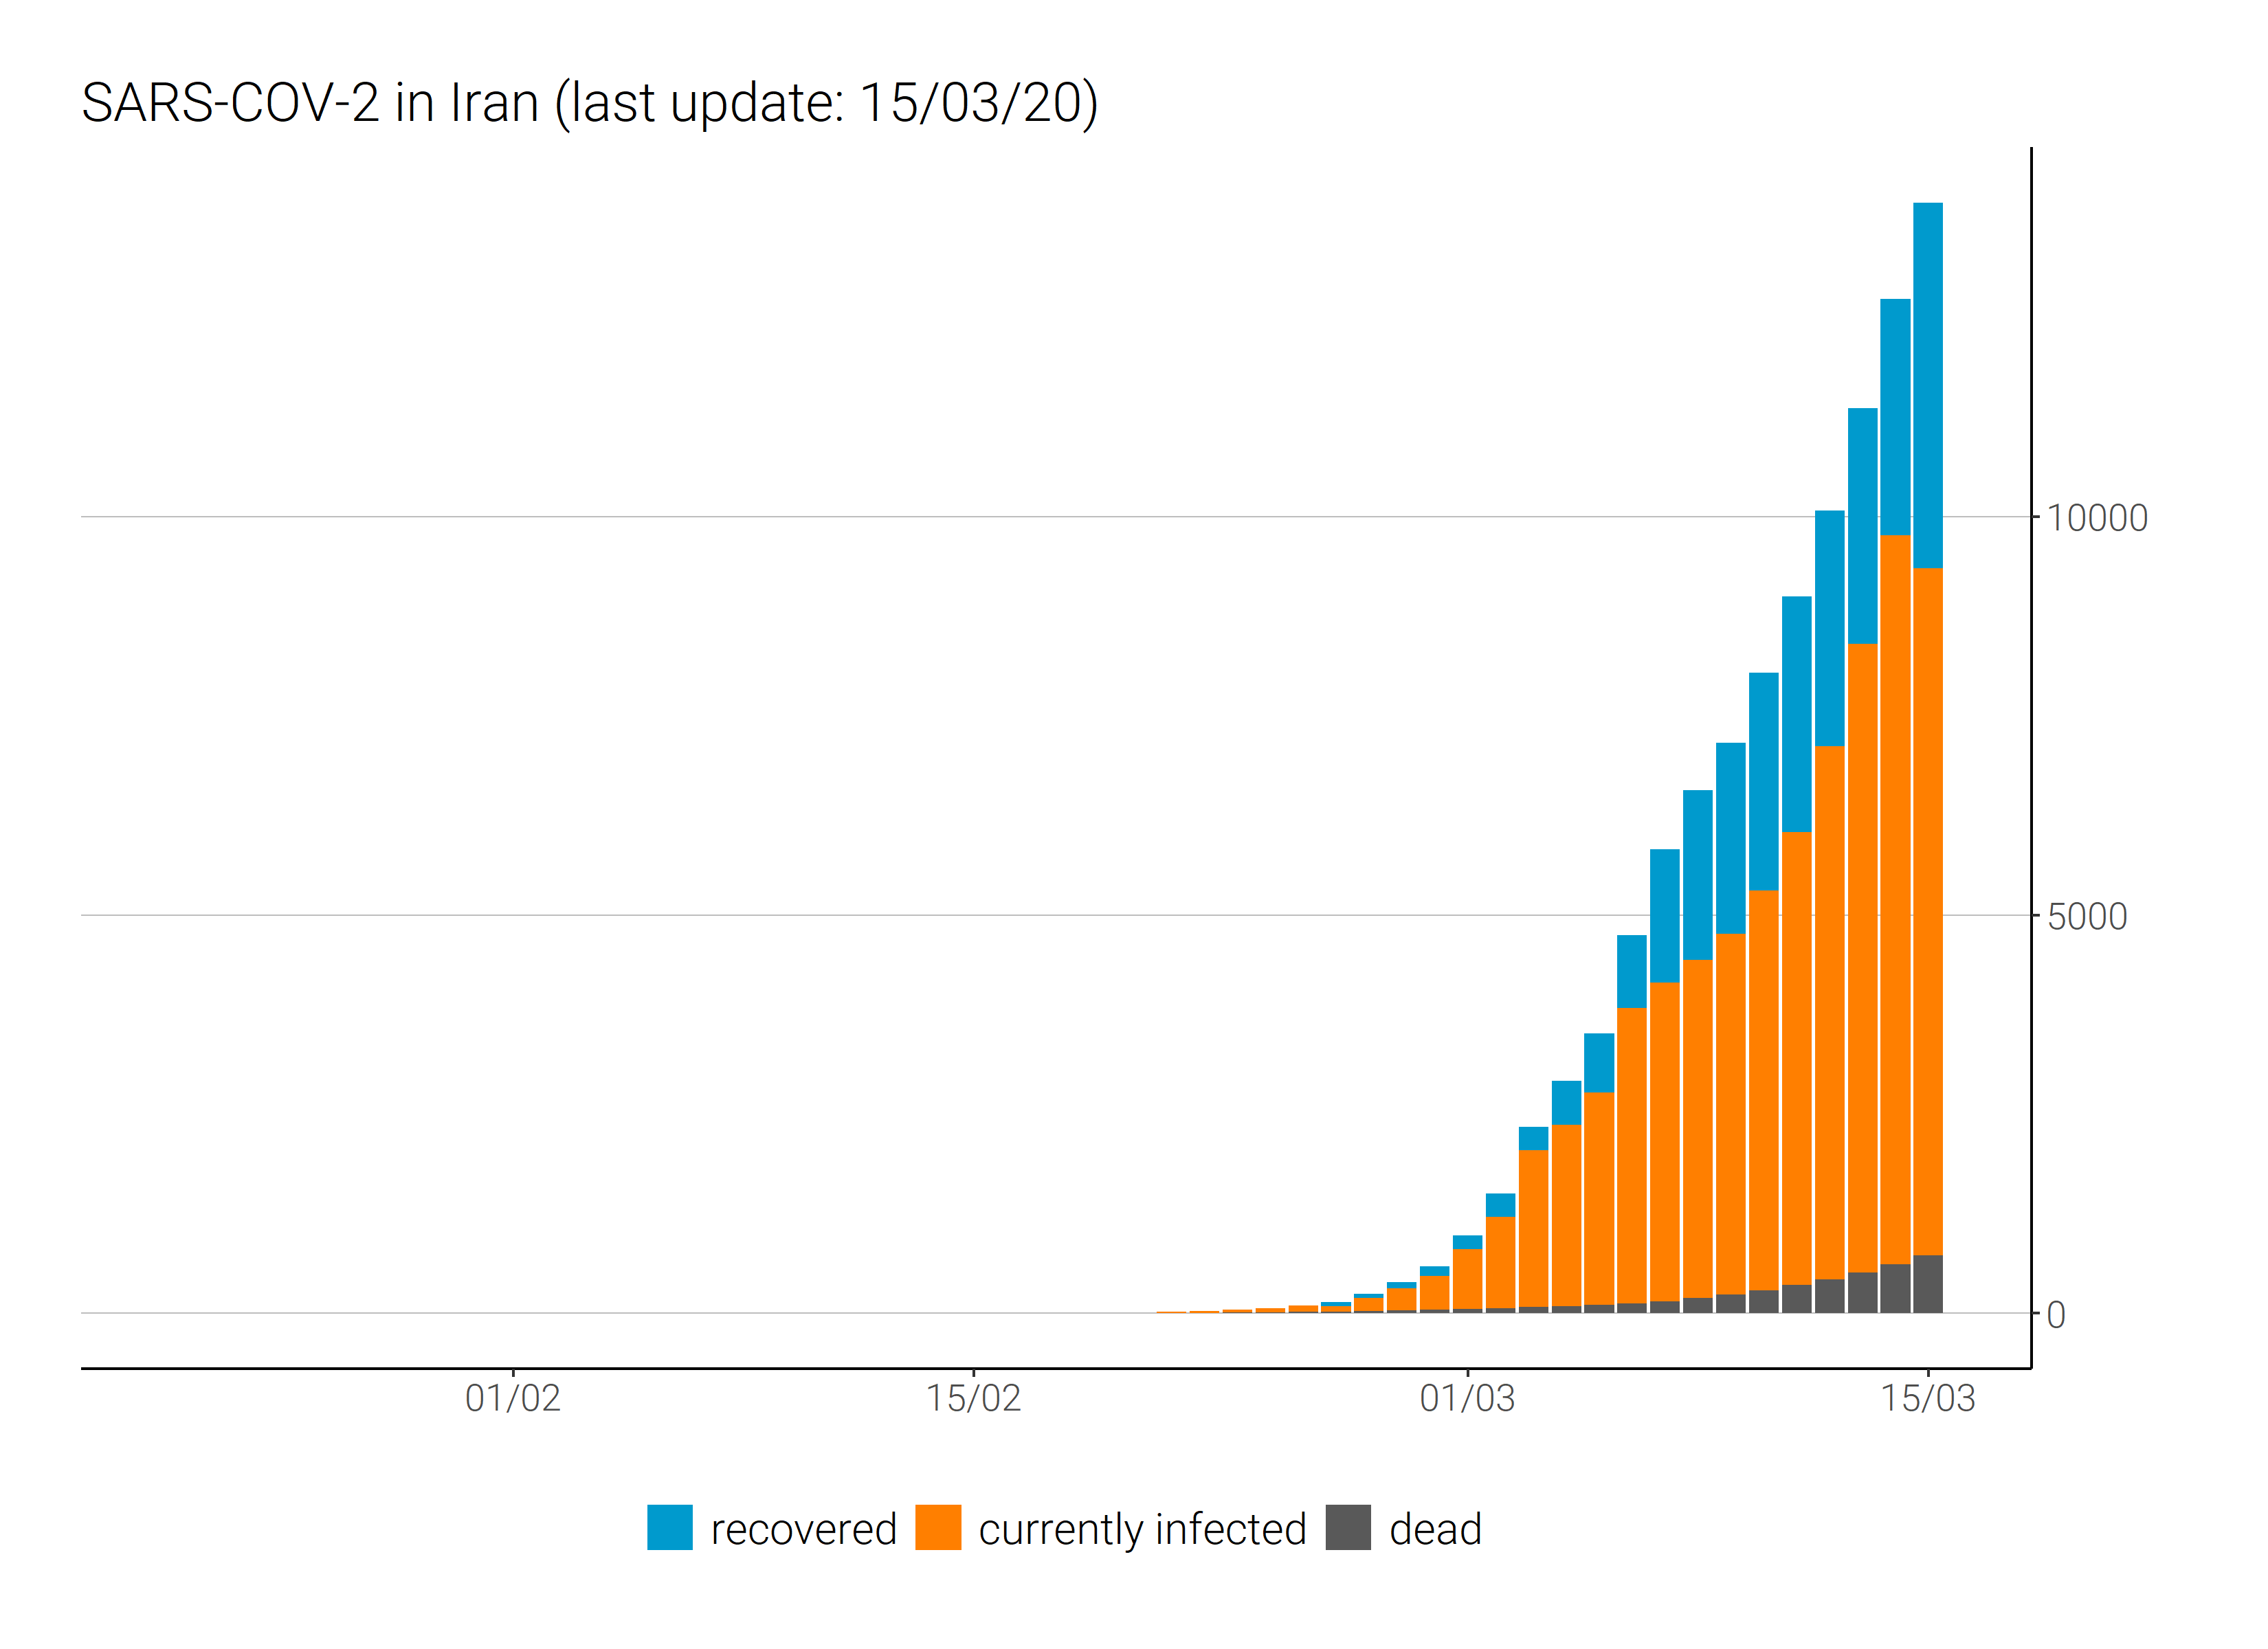 SARS-COV-2 in Iran (last update: 15/03/20)
10000
5000
0
01/02 15/02 01/03 15/03
recovered currently infected dead